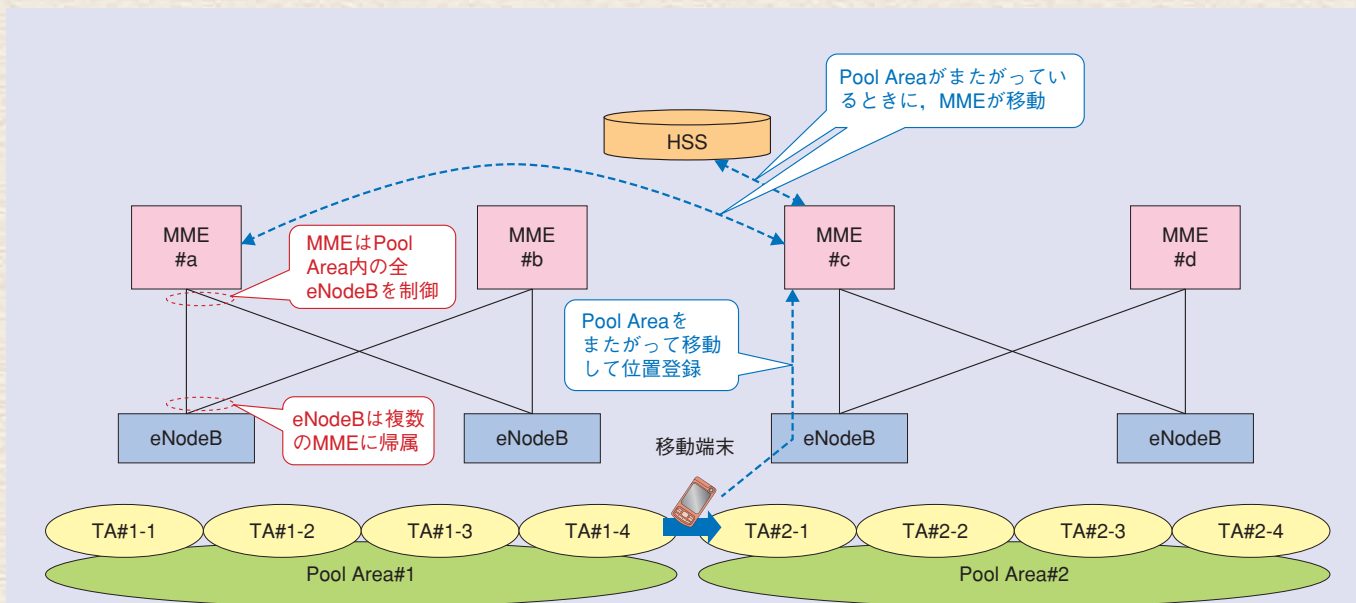 Pool Areaがまたがってい
るときに，MMEが移動
HSS
MME
#a
MME
#b
MME
#c
MME
#d
MMEはPool
Area内の全
eNodeBを制御
Pool Areaを
またがって移動
して位置登録
eNodeBは複数
のMMEに帰属
eNodeB
eNodeB
eNodeB
eNodeB
移動端末
TA#1-1
TA#1-2
TA#1-3
TA#1-4
TA#2-1
TA#2-2
TA#2-3
TA#2-4
Pool Area#1
Pool Area#2